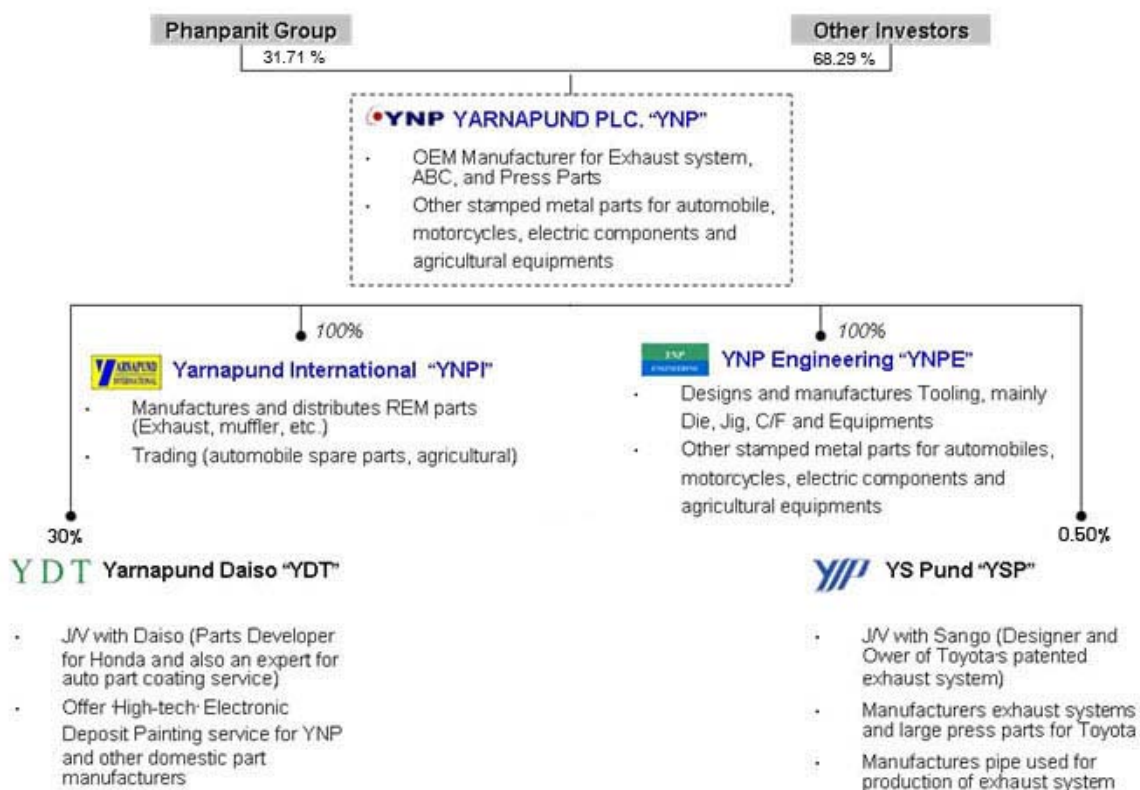 Phanpanit Group
31.71 %
Other Investors
68.29 %
YNP YARNAPUND PLC. “YNP”
· OEM Manufacturer for Exhaust system,
ABC, and Press Parts
· Other stamped metal parts for automobile,
motorcycles, electric components and
agricultural equipments
100%
YARNAPUND
INTERNATIONAL
Yarnapund International “YNPI”
· Manufactures and distributes REM parts
(Exhaust, muffler, etc.)
· Trading (automobile spare parts, agricultural)
100%
YNP
ENGINEERING
YNP Engineering “YNPE”
· Designs and manufactures Tooling, mainly
Die, Jig, C/F and Equipments
· Other stamped metal parts for automobiles,
motorcycles, electric components and
agricultural equipments
30%
YDT Yarnapund Daiso “YDT”
· J/V with Daiso (Parts Developer
for Honda and also an expert for
auto part coating service)
· Offer High-tech Electronic
Deposit Painting service for YNP
and other domestic part
manufacturers
0.50%
YSP YS Pund “YSP”
· J/V with Sango (Designer and
Ower of Toyota's patented
exhaust system)
· Manufacturers exhaust systems
and large press parts for Toyota
· Manufactures pipe used for
production of exhaust system